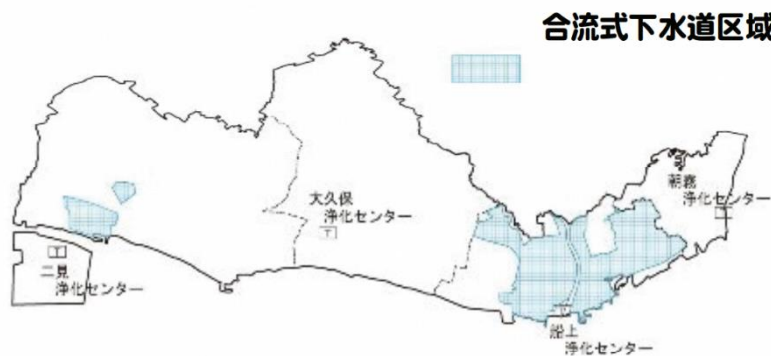 合流式下水道区域
朝霧
浄化センター
大久保
浄化センター
二見
浄化センター
船上
浄化センター